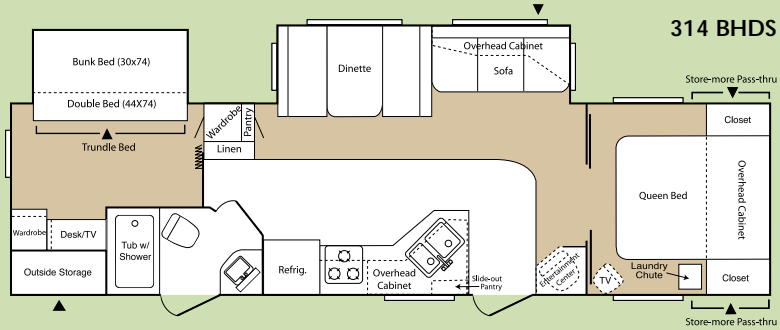 314 BHDS
Bunk Bed (30x74)
Double Bed (44X74)
Trundle Bed
Wardrobe
Pantry
Linen
Dinette
Overhead Cabinet
Sofa
Store-more Pass-thru
Closet
Queen Bed
Overhead Cabinet
Wardrobe
Desk/TV
Outside Storage
Tub w/
Shower
Refrig.
Overhead
Cabinet
Slide-out
Pantry
Entertainment
Center
TV
Laundry
Chute
Closet
Store-more Pass-thru